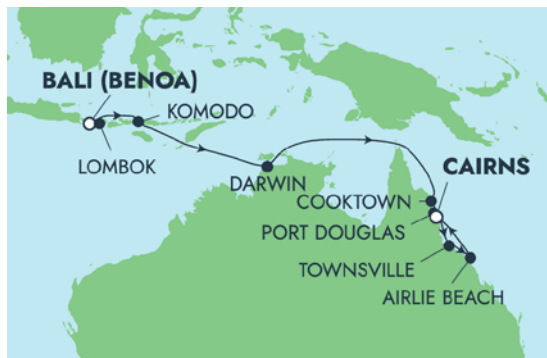 BALI (BENOA)
KOMODO
LOMBOK
DARWIN
CAIRNS
COOKTOWN
PORT DOUGLAS
TOWNSVILLE
AIRLIE BEACH